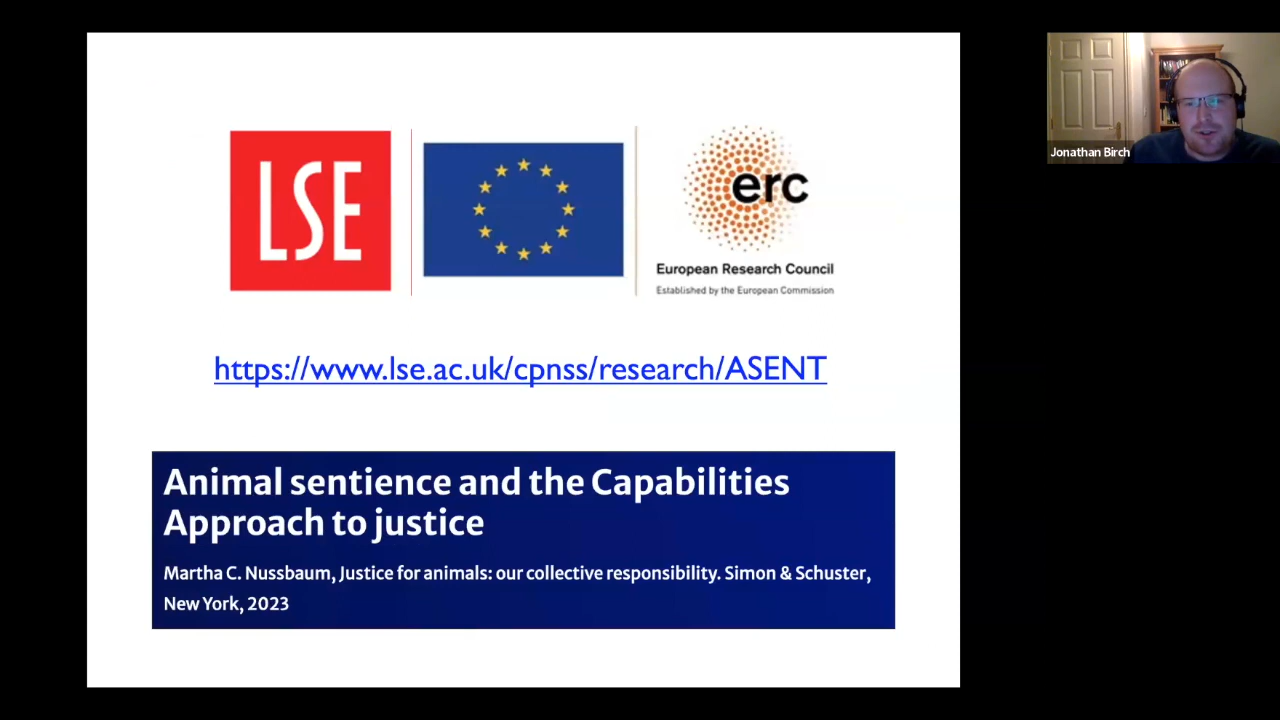 LSE
erc
European Research Council
Established by the European Commission
Jonathan Birch
https://www.lse.ac.uk/cpnss/research/ASENT
Animal sentience and the Capabilities
Approach to justice
Martha C. Nussbaum, Justice for animals: our collective responsibility. Simon & Schuster,
New York, 2023